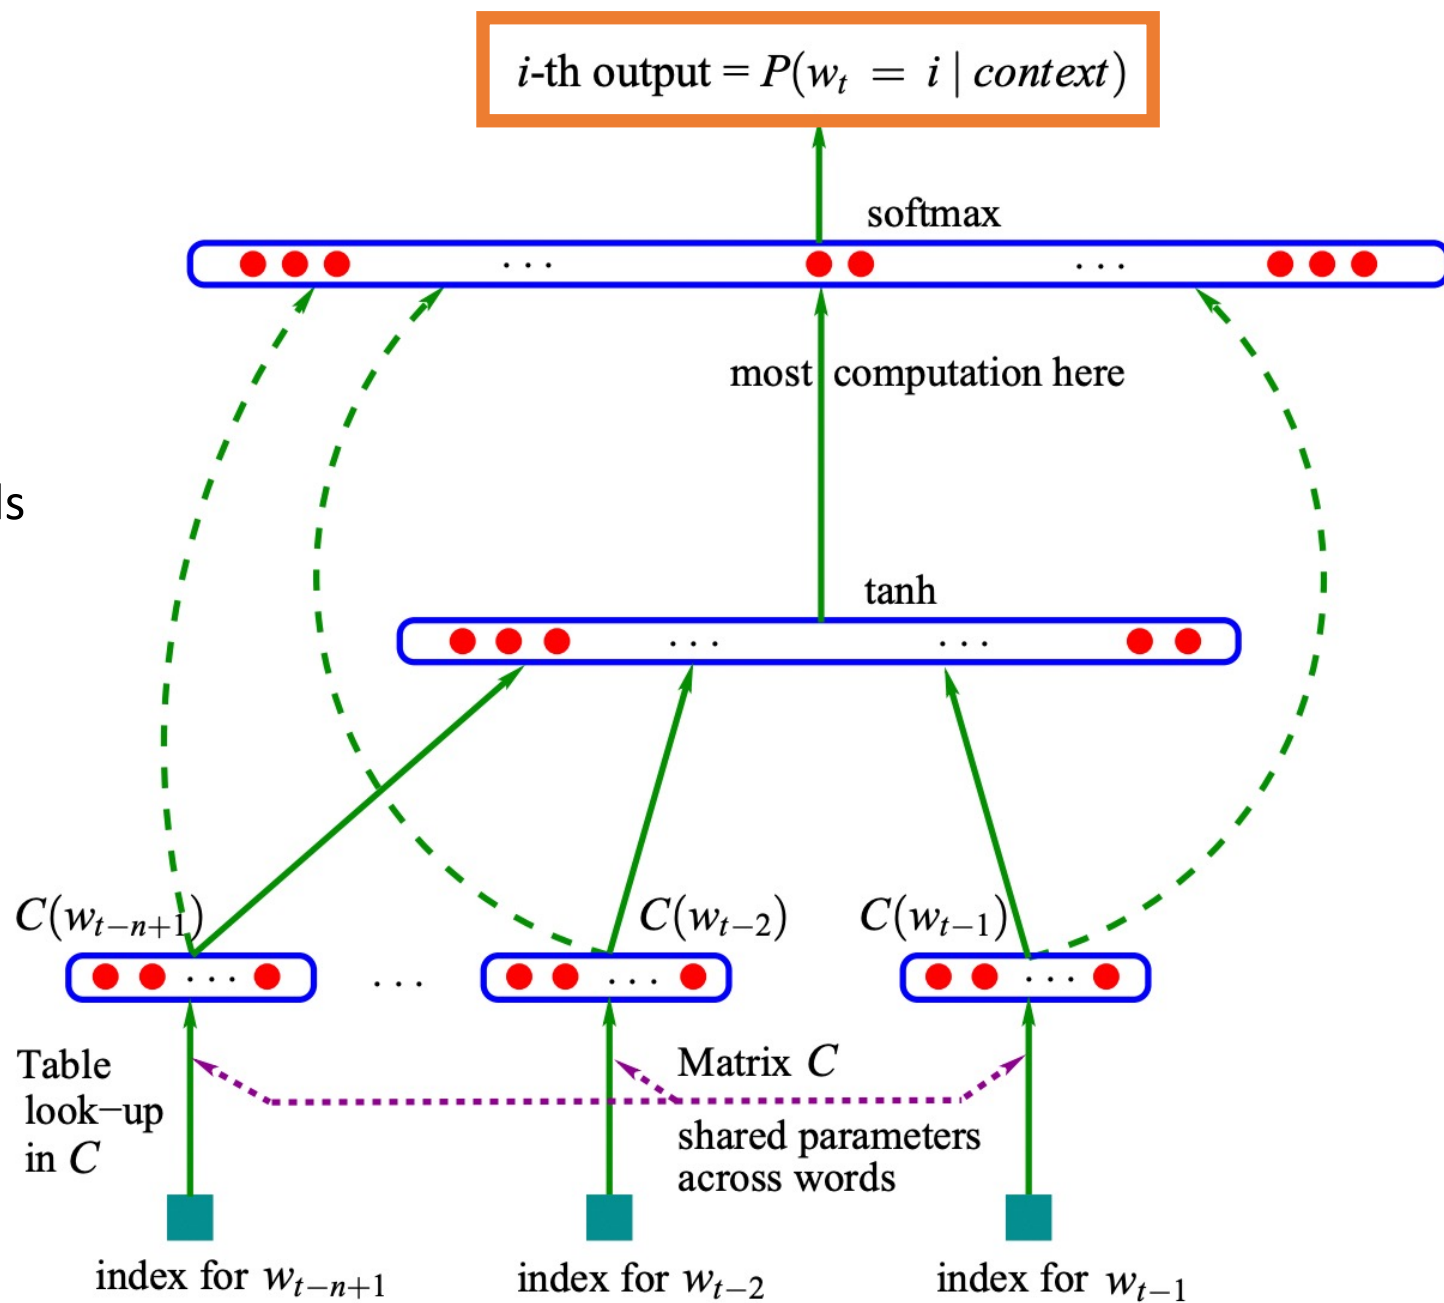 i-th output = P(w_t = i | context)
softmax
. . .
. . .
most computation here
ls
tanh
. . .
. . .
C(w_{t−n+1})
C(w_{t−2})
C(w_{t−1})
. . .
. . .
. . .
. . .
Table
look−up
in C
Matrix C
shared parameters
across words
index for w_{t−n+1}
index for w_{t−2}
index for w_{t−1}